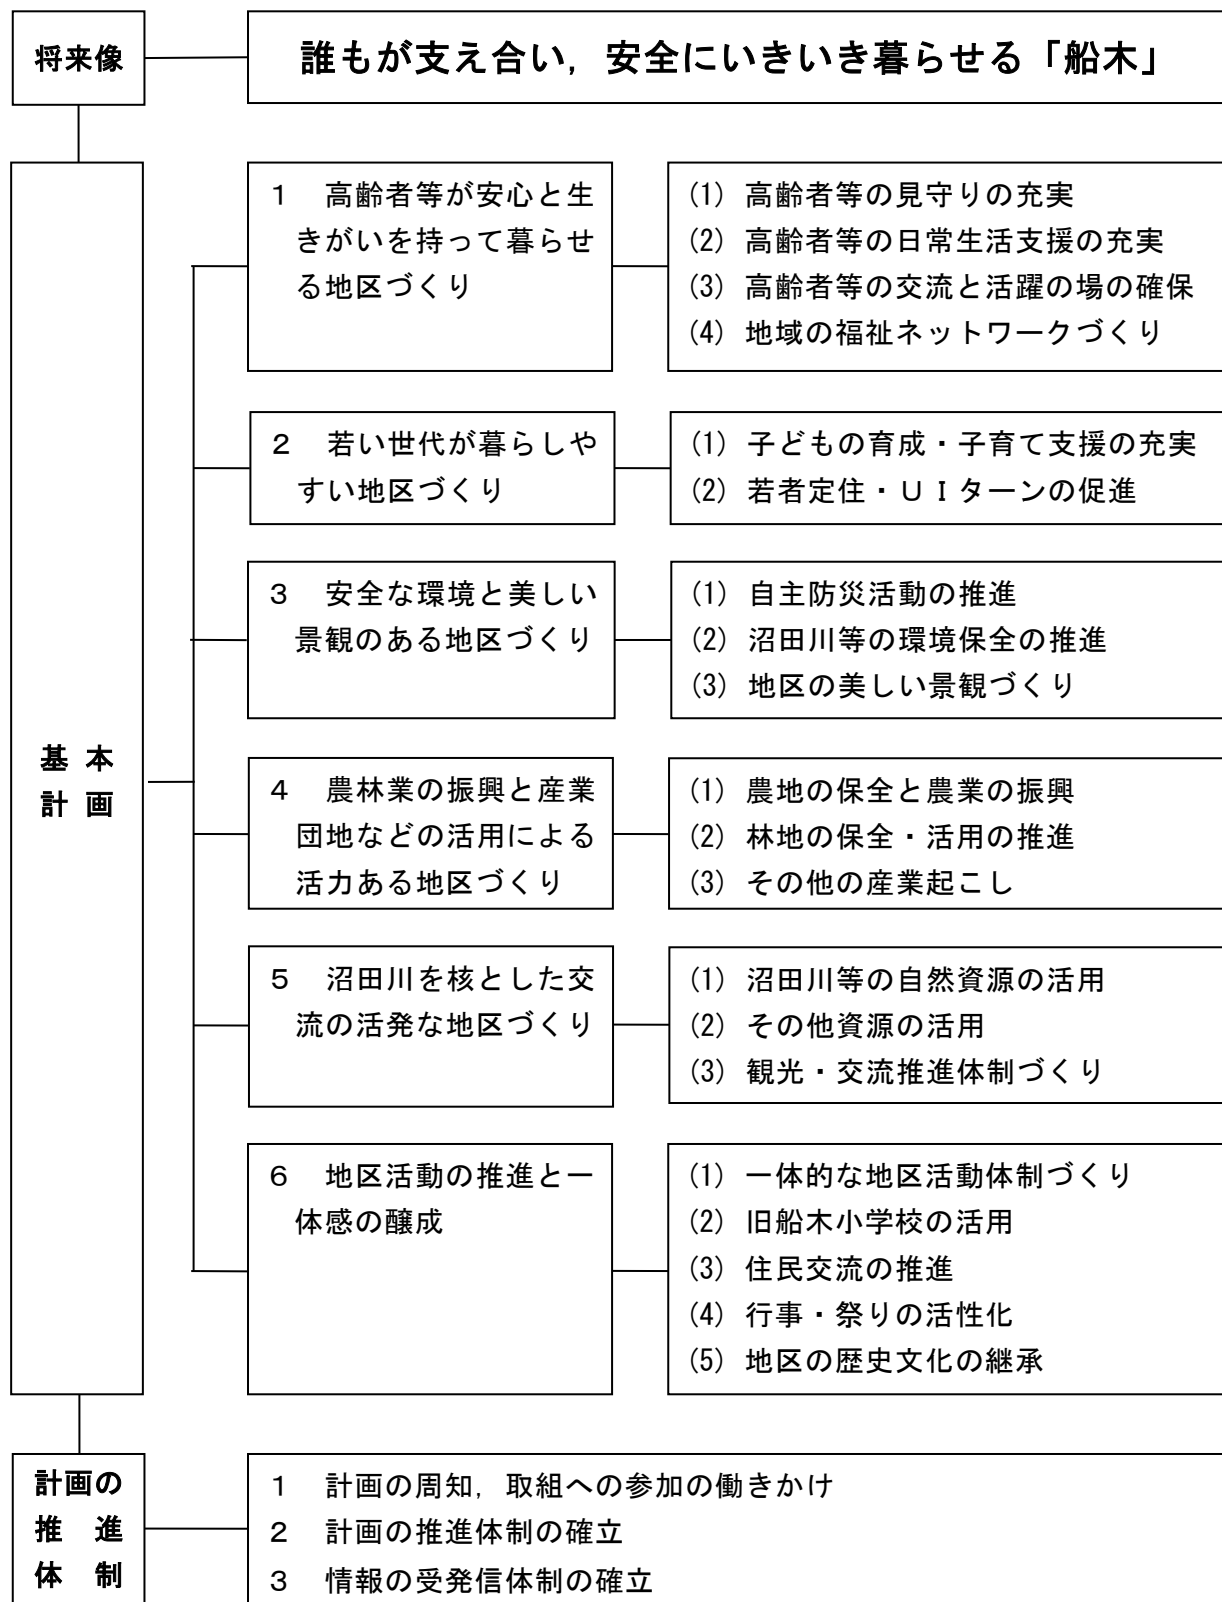 将来像
誰もが支え合い，安全にいきいき暮らせる「船木」
基本
計画
１　高齢者等が安心と生
きがいを持って暮らせ
る地区づくり
(1) 高齢者等の見守りの充実
(2) 高齢者等の日常生活支援の充実
(3) 高齢者等の交流と活躍の場の確保
(4) 地域の福祉ネットワークづくり
２　若い世代が暮らしや
すい地区づくり
(1) 子どもの育成・子育て支援の充実
(2) 若者定住・ＵＩターンの促進
３　安全な環境と美しい
景観のある地区づくり
(1) 自主防災活動の推進
(2) 沼田川等の環境保全の推進
(3) 地区の美しい景観づくり
４　農林業の振興と産業
団地などの活用による
活力ある地区づくり
(1) 農地の保全と農業の振興
(2) 林地の保全・活用の推進
(3) その他の産業起こし
５　沼田川を核とした交
流の活発な地区づくり
(1) 沼田川等の自然資源の活用
(2) その他資源の活用
(3) 観光・交流推進体制づくり
６　地区活動の推進と一
体感の醸成
(1) 一体的な地区活動体制づくり
(2) 旧船木小学校の活用
(3) 住民交流の推進
(4) 行事・祭りの活性化
(5) 地区の歴史文化の継承
計画の
推　進
体　制
１　計画の周知，取組への参加の働きかけ
２　計画の推進体制の確立
３　情報の受発信体制の確立